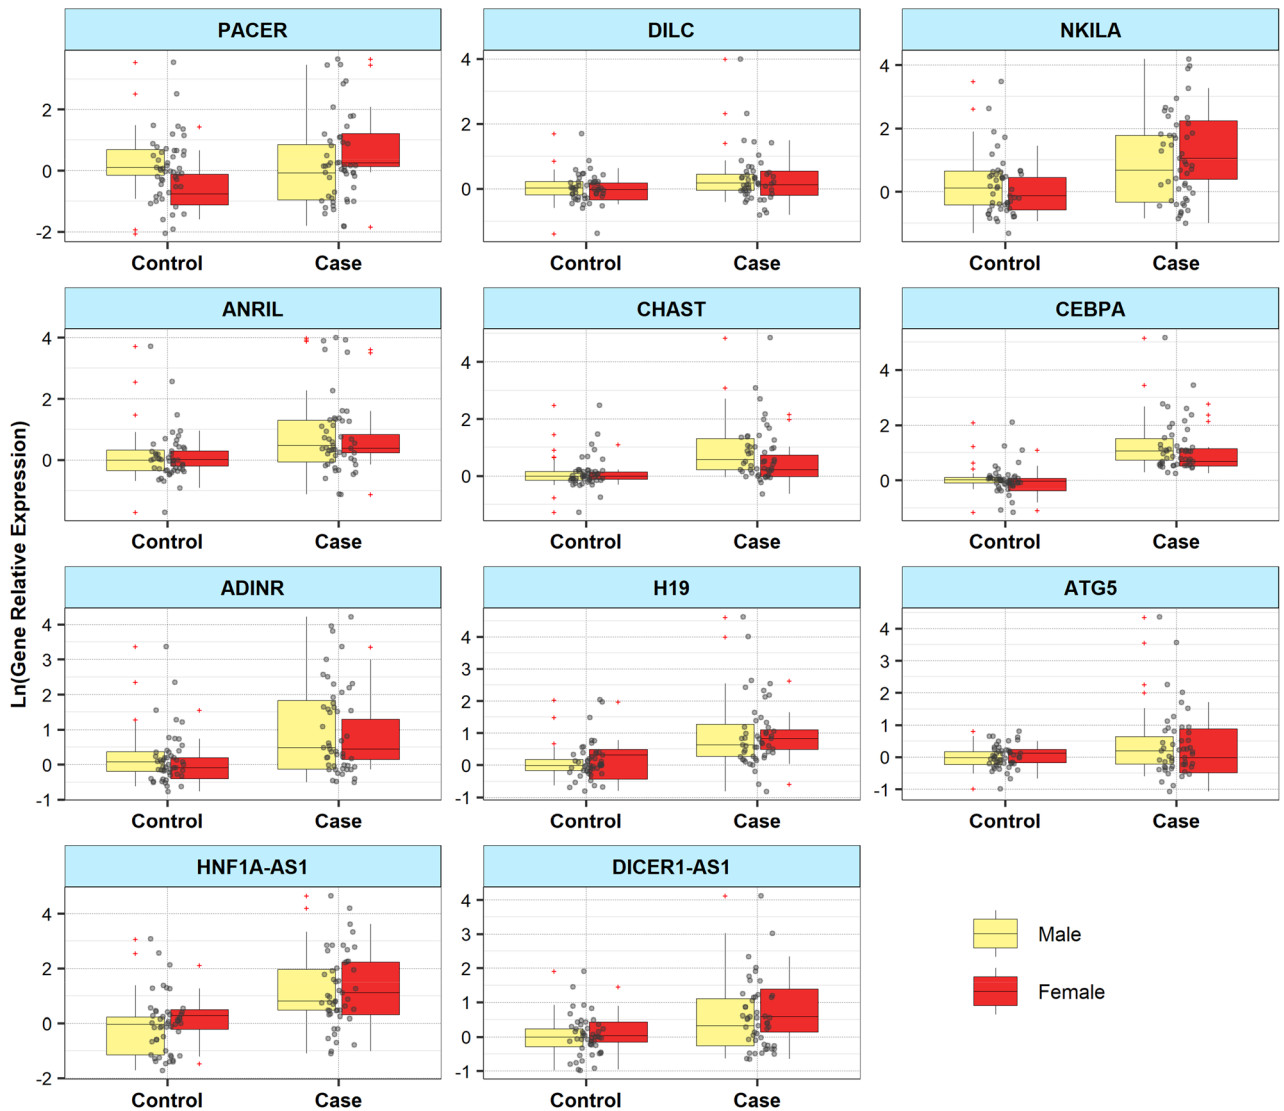 PACER
DILC
NKILA
2
0
-2
4
2
0
4
2
0
Control
Case
Control
Case
Control
Case
ANRIL
CHAST
CEBPA
4
2
0
4
2
0
4
2
0
Control
Case
Control
Case
Control
Case
Ln(Gene Relative Expression)
ADINR
H19
ATG5
4
3
2
1
0
-1
4
3
2
1
0
-1
4
3
2
1
0
-1
Control
Case
Control
Case
Control
Case
HNF1A-AS1
DICER1-AS1
4
2
0
-2
4
3
2
1
0
-1
Control
Case
Control
Case
Male
Female